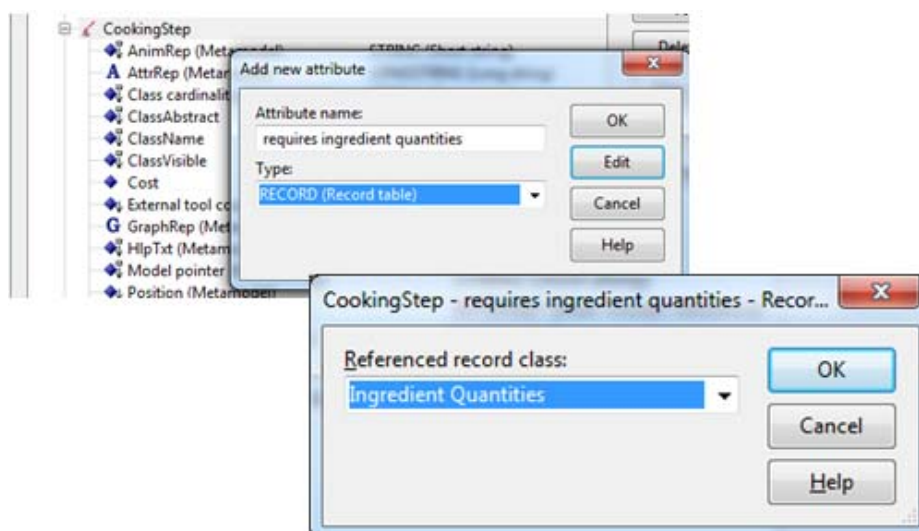 CookingStep
AnimRep (Metamodel) STRING (Short string)
AttrRep (Metar
Class cardinalit
ClassAbstract
ClassName
ClassVisible
Cost
External tool co
GraphRep (Met
HlpTxt (Metam
Model pointer
Position (Metamodel)
Dele
Add new attribute
Attribute name:
requires ingredient quantities
Type:
RECORD (Record table)
OK
Edit
Cancel
Help
CookingStep - requires ingredient quantities - Recor...
Referenced record class:
Ingredient Quantities
OK
Cancel
Help